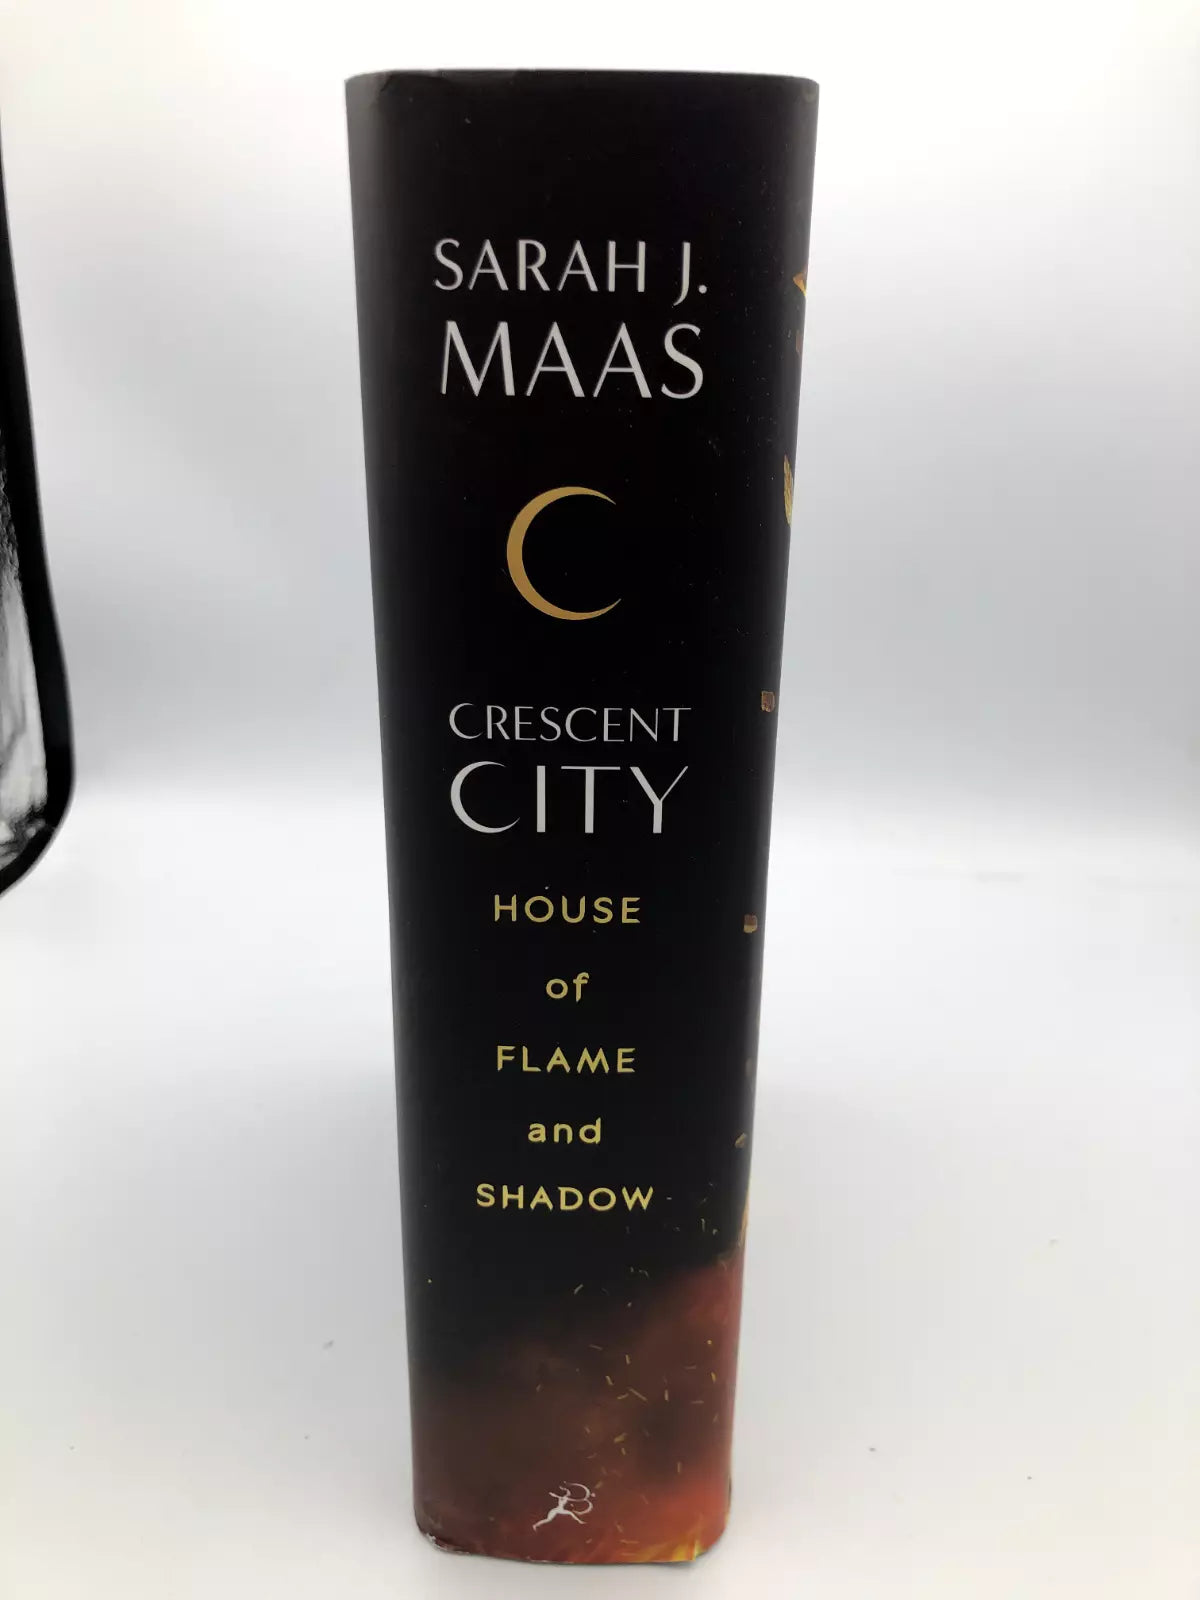 SARAH J.
MAAS
CRESCENT
CITY
HOUSE
of
FLAME
and
SHADOW